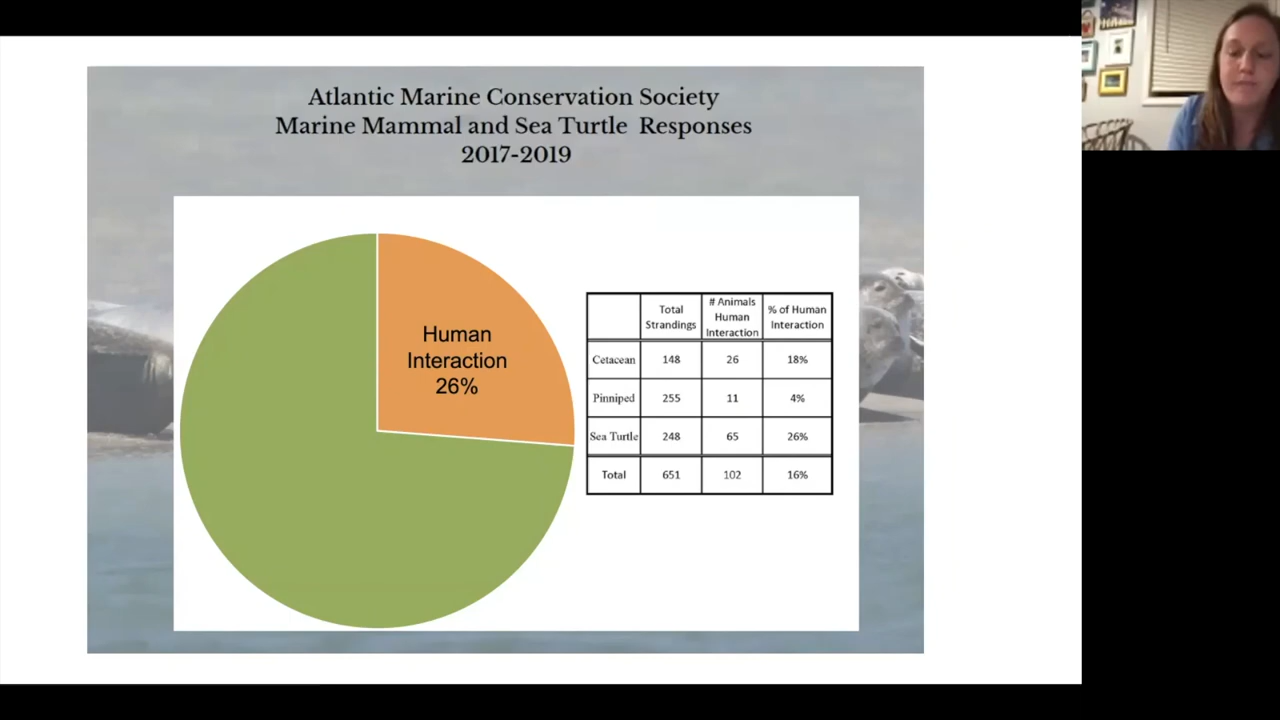 Atlantic Marine Conservation Society
Marine Mammal and Sea Turtle Responses
2017-2019
Human
Interaction
26%
Total
Strandings
# Animals
Human
Interaction
% of Human
Interaction
Cetacean 148 26 18%
Pinniped 255 11 4%
Sea Turtle 248 65 26%
Total 651 102 16%